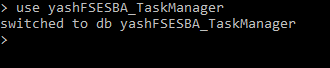 > use yashFSESBA_TaskManager
switched to db yashFSESBA_TaskManager
>